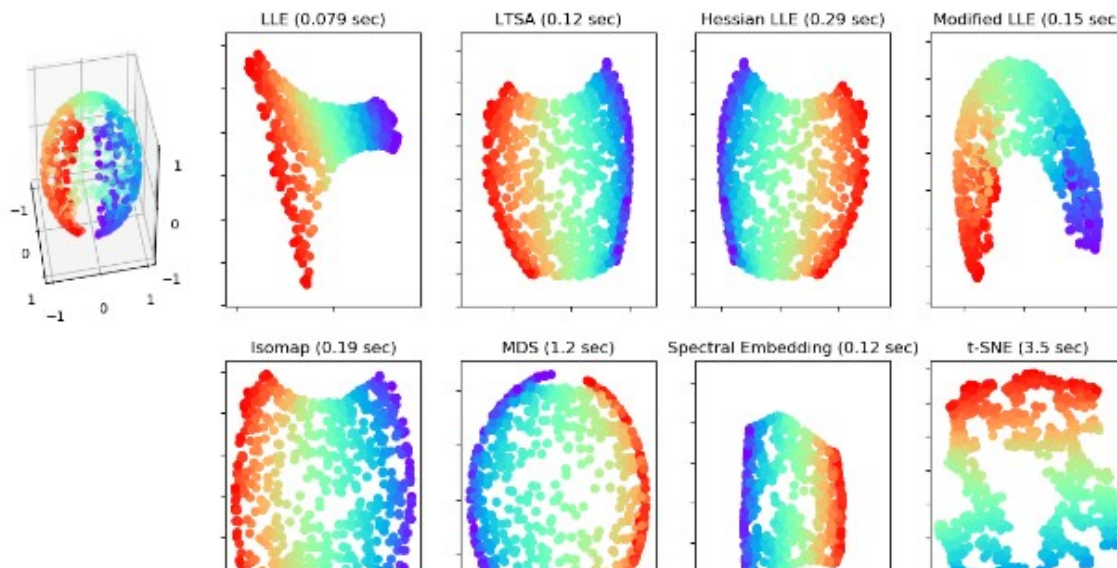 LLE (0.079 sec)
LTSA (0.12 sec)
Hessian LLE (0.29 sec)
Modified LLE (0.15 sec
1
0
−1
−1
0
1
−1
0
1
Isomap (0.19 sec)
MDS (1.2 sec)
Spectral Embedding (0.12 sec)
t-SNE (3.5 sec)